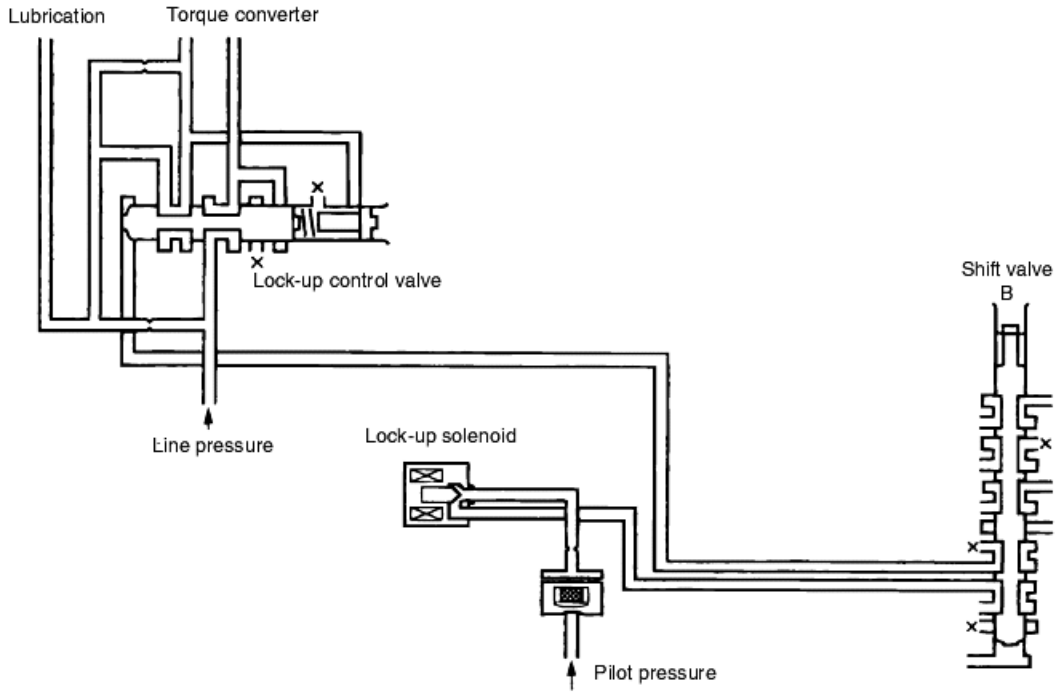 Lubrication
Torque converter
x
x
Lock-up control valve
Shift valve
B
x
Line pressure
Lock-up solenoid
x
x
Pilot pressure